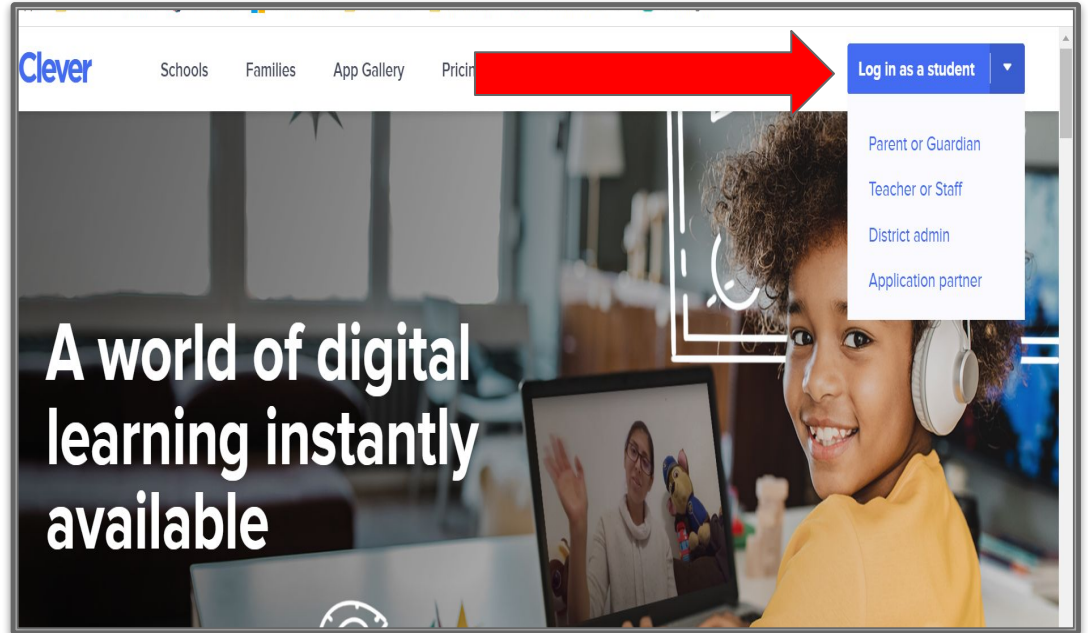 Clever
Schools
Families
App Gallery
Log in as a student
Parent or Guardian
Teacher or Staff
District admin
Application partner
A world of digital
learning instantly
available